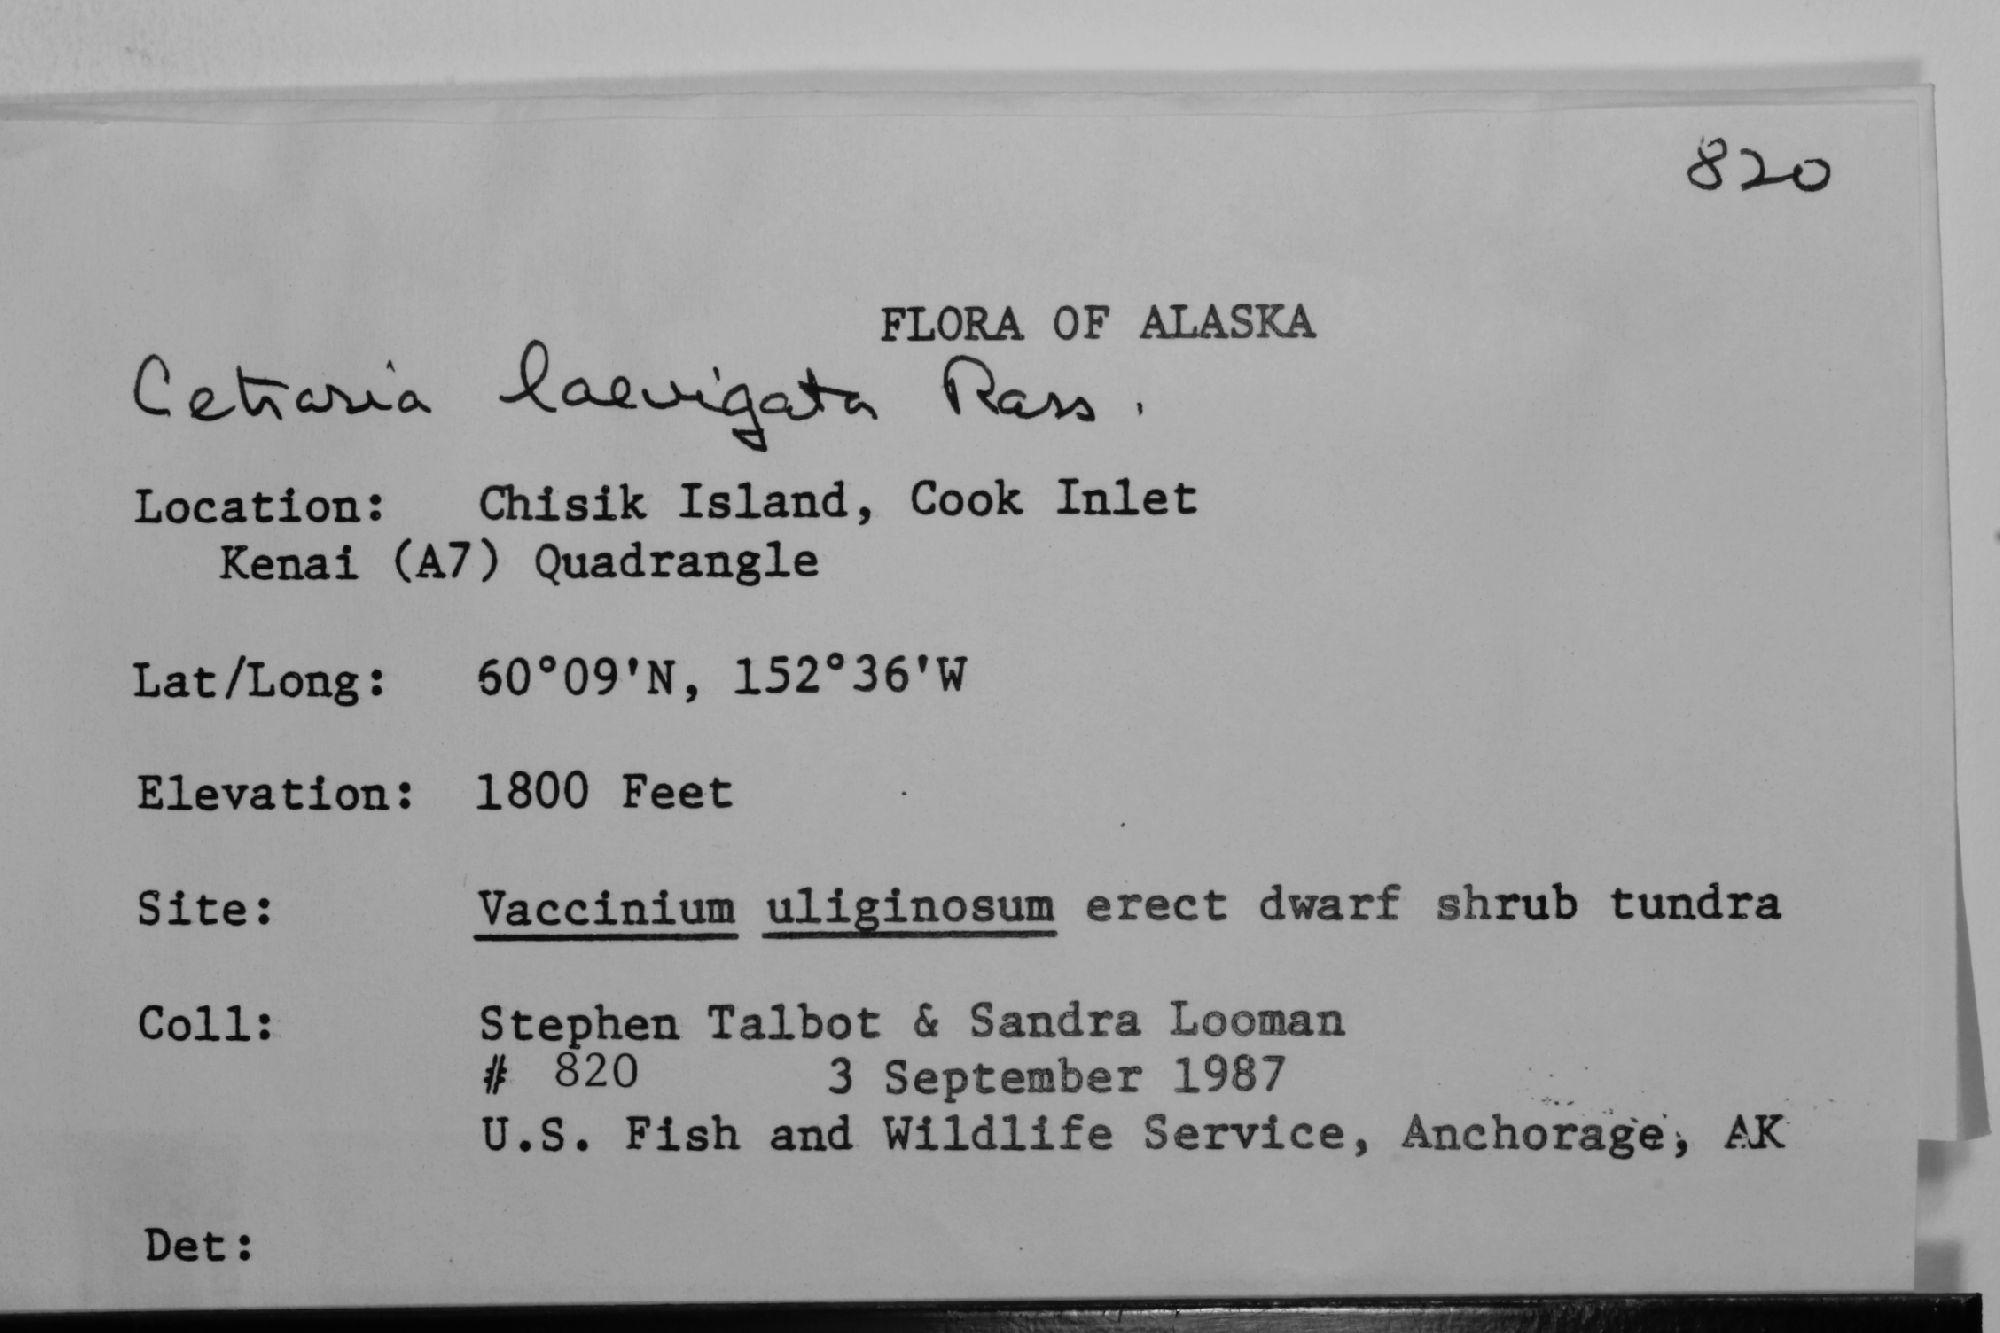 820
FLORA OF ALASKA
Cetraria laevigata Rass.
Location: Chisik Island, Cook Inlet
Kenai (A7) Quadrangle
Lat/Long: 60°09'N, 152°36'W
Elevation: 1800 Feet
Site: Vaccinium uliginosum erect dwarf shrub tundra
Coll: Stephen Talbot & Sandra Looman
# 820 3 September 1987
U.S. Fish and Wildlife Service, Anchorage, AK
Det: